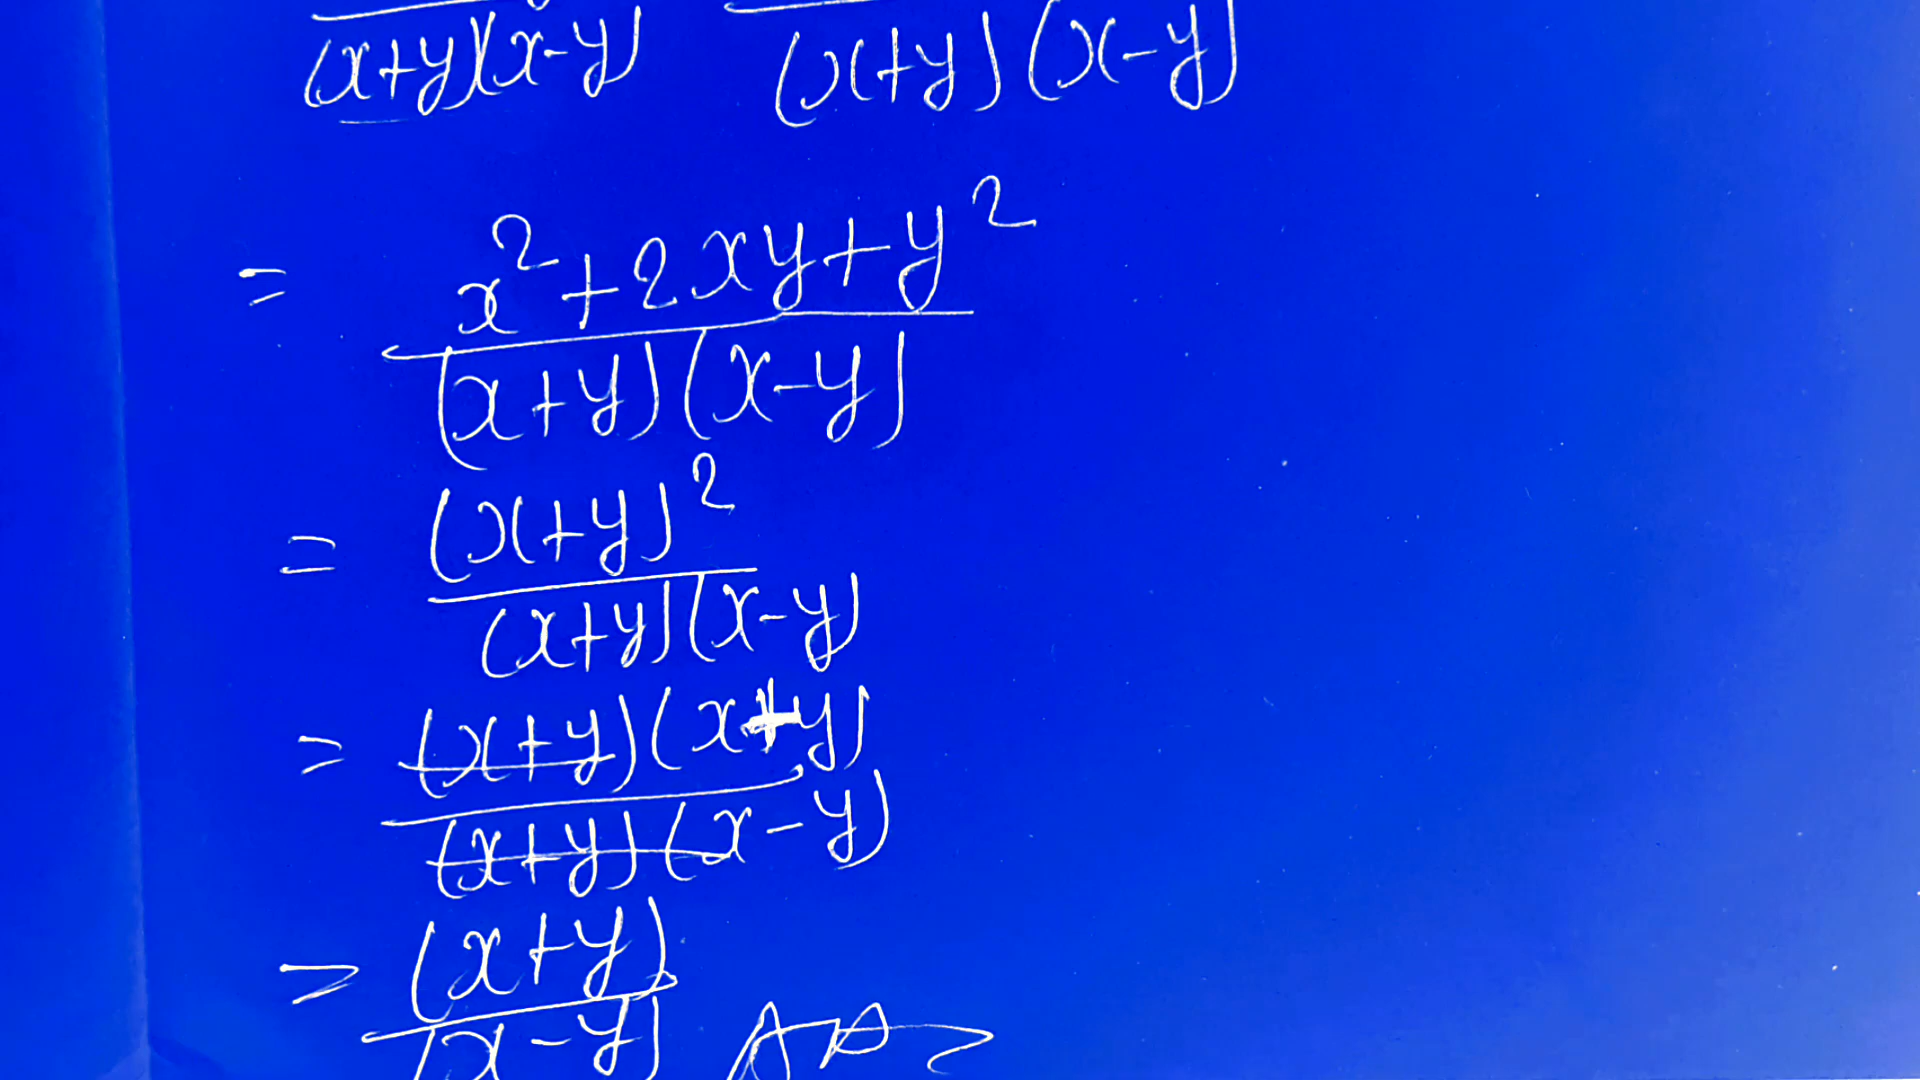 (x+y)(x-y) (x+y)(x-y)
= x²+2xy+y²
(x+y)(x-y)
= (x+y)²
(x+y)(x-y)
= (x+y)(x+y)
(x+y)(x-y)
= (x+y)
(x-y)